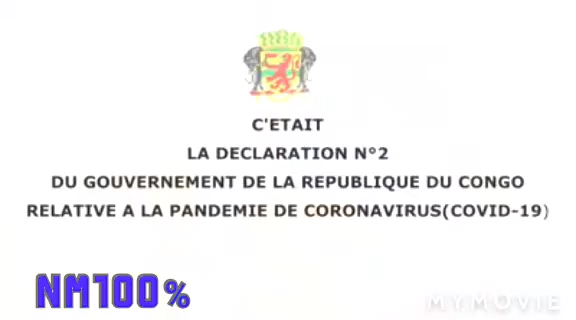 C'ETAIT
LA DECLARATION N°2
DU GOUVERNEMENT DE LA REPUBLIQUE DU CONGO
RELATIVE A LA PANDEMIE DE CORONAVIRUS(COVID-19)
NM100%
MYMOVIE